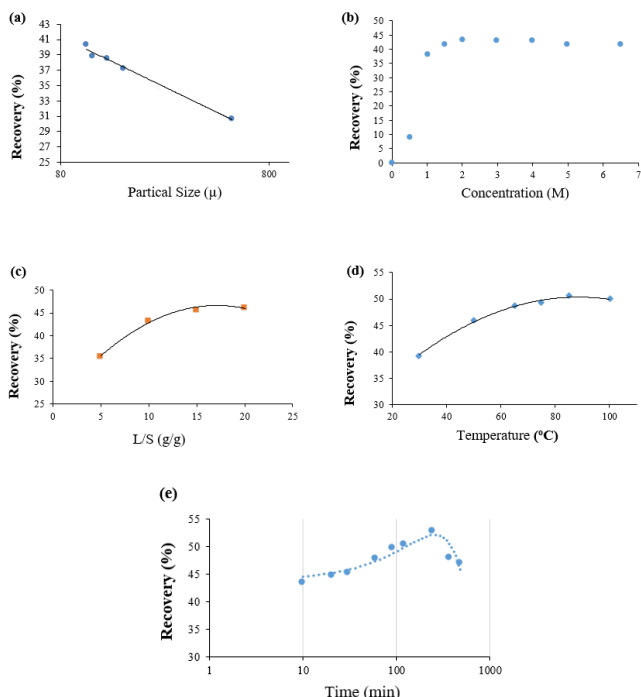 (a)
Recovery (%)
43
41
39
37
35
33
31
29
27
25
80
800
Partical Size (µ)
(b)
Recovery (%)
50
45
40
35
30
25
20
15
10
5
0
0 1 2 3 4 5 6 7
Concentration (M)
(c)
Recovery (%)
50
45
40
35
30
25
0 5 10 15 20 25
L/S (g/g)
(d)
Recovery (%)
55
50
45
40
35
30
20 40 60 80 100
Temperature (ºC)
(e)
Recovery (%)
55
50
45
40
35
30
1 10 100 1000
Time (min)